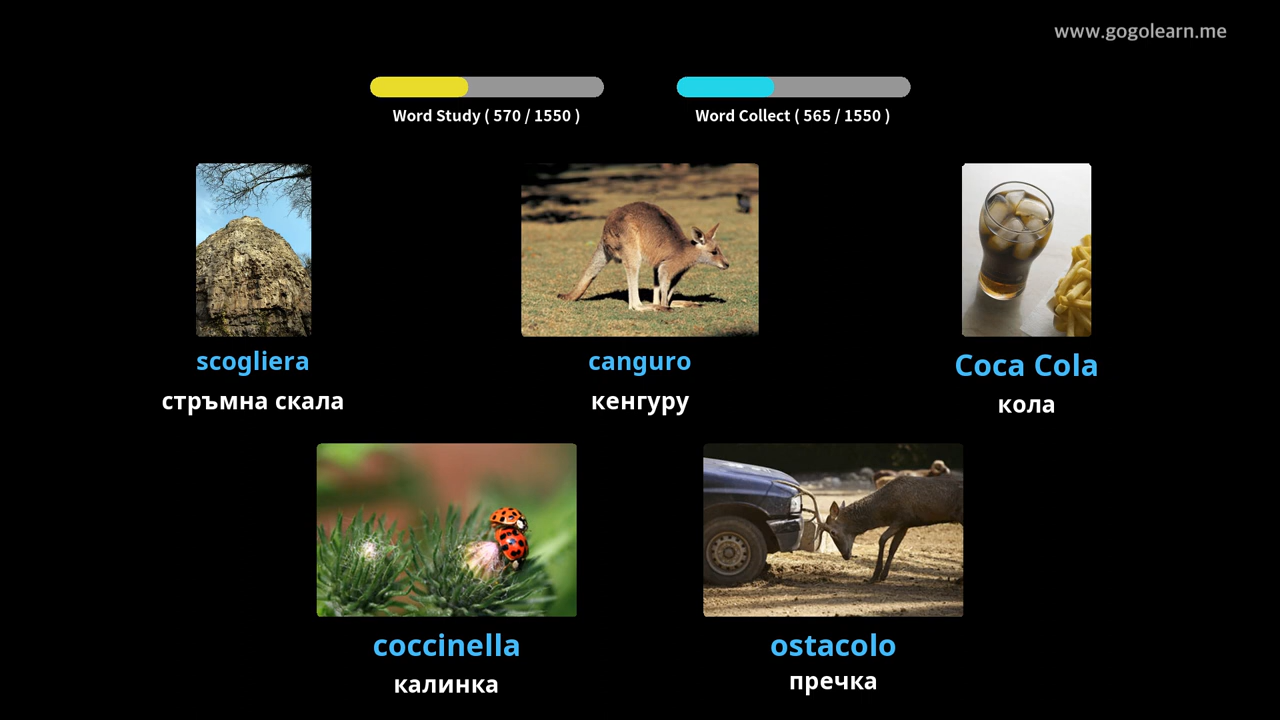 www.gogolearn.me
Word Study ( 570 / 1550 )
Word Collect ( 565 / 1550 )
scogliera
стръмна скала
canguro
кенгуру
Coca Cola
кола
coccinella
калинка
ostacolo
пречка